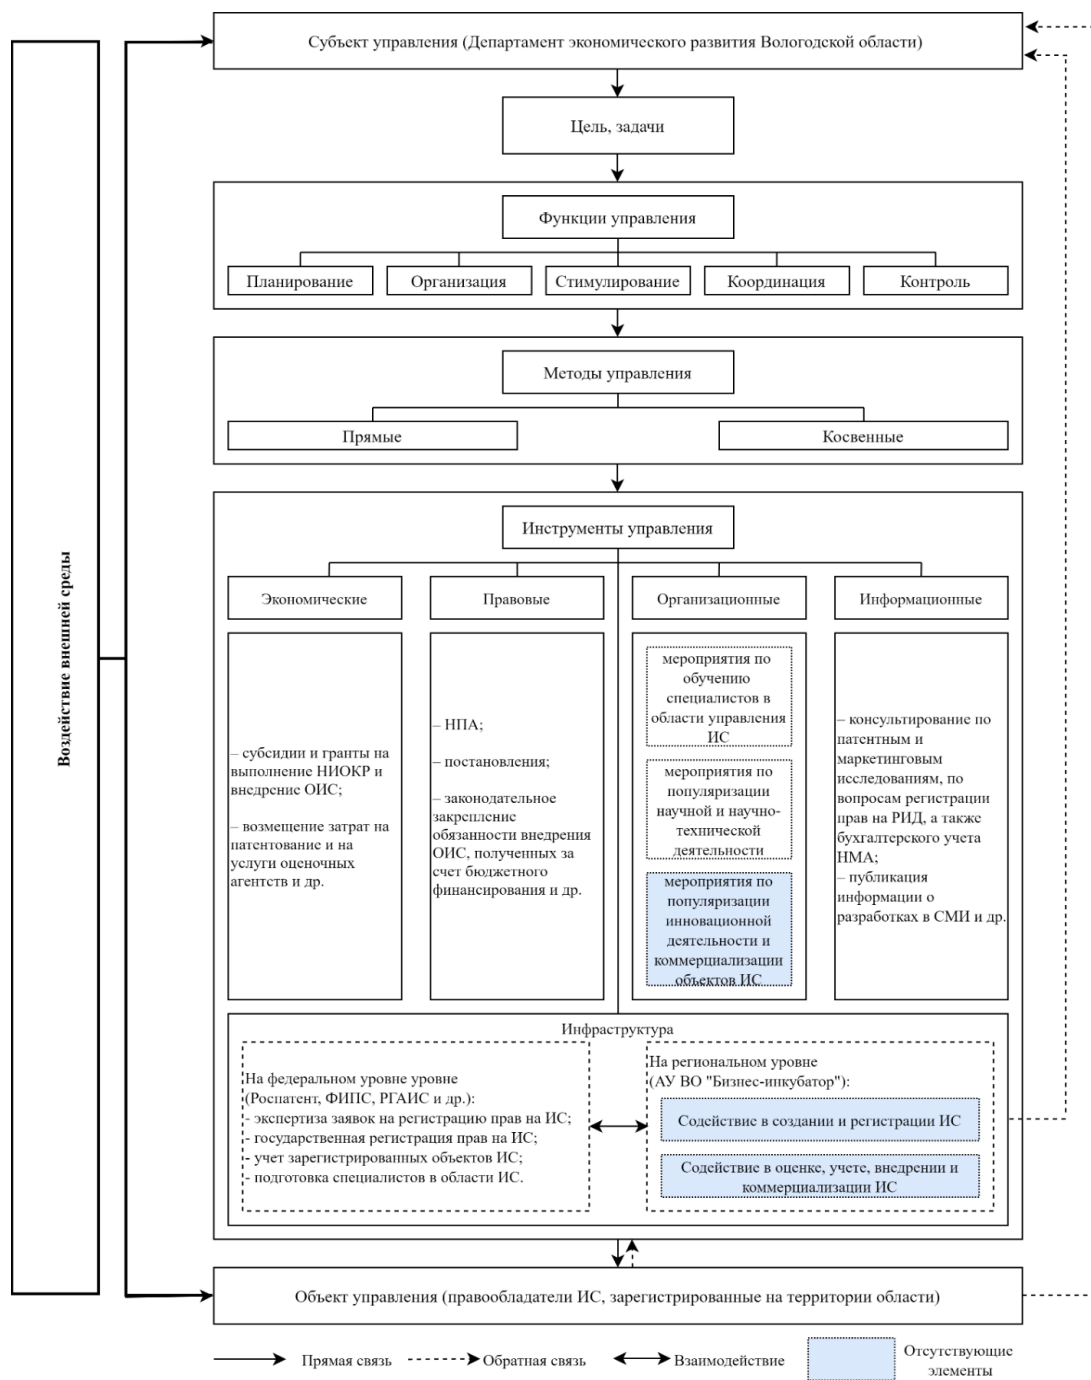 Субъект управления (Департамент экономического развития Вологодской области)
Цель, задачи
Функции управления
Планирование
Организация
Стимулирование
Координация
Контроль
Методы управления
Прямые
Косвенные
Воздействие внешней среды
Инструменты управления
Экономические
Правовые
Организационные
Информационные
– субсидии и гранты на
выполнение НИОКР и
внедрение ОИС;
– возмещение затрат на
патентование и на
услуги оценочных
агентств и др.
– НПА;
– постановления;
– законодательное
закрепление
обязанности внедрения
ОИС, полученных за
счет бюджетного
финансирования и др.
мероприятия по
обучению
специалистов в
области управления
ИС
мероприятия по
популяризации
научной и научно-
технической
деятельности
мероприятия по
популяризации
инновационной
деятельности и
коммерциализации
объектов ИС
– консультирование по
патентным и
маркетинговым
исследованиям, по
вопросам регистрации
прав на РИД, а также
бухгалтерского учета
НМА;
– публикация
информации о
разработках в СМИ и др.
Инфраструктура
На федеральном уровне уровне
(Роспатент, ФИПС, РГАИС и др.):
- экспертиза заявок на регистрацию прав на ИС;
- государственная регистрация прав на ИС;
- учет зарегистрированных объектов ИС;
- подготовка специалистов в области ИС.
На региональном уровне
(АУ ВО "Бизнес-инкубатор"):
Содействие в создании и регистрации ИС
Содействие в оценке, учете, внедрении и
коммерциализации ИС
Объект управления (правообладатели ИС, зарегистрированные на территории области)
Прямая связь
Обратная связь
Взаимодействие
Отсутствующие
элементы